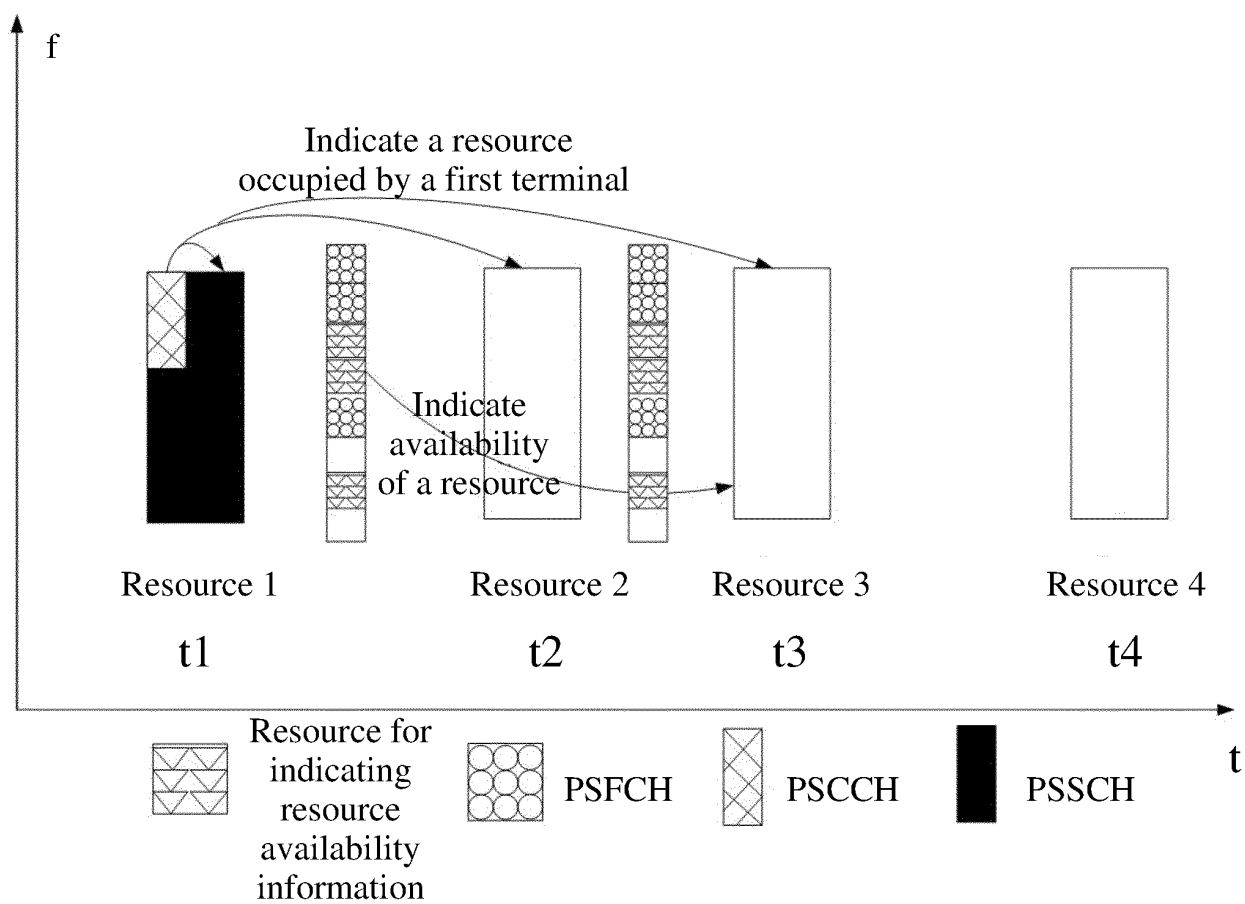 f
Indicate a resource
occupied by a first terminal
Indicate
availability
of a resource
Resource 1
Resource 2
Resource 3
Resource 4
t1
t2
t3
t4
t
Resource for
indicating
resource
availability
information
PSFCH
PSCCH
PSSCH